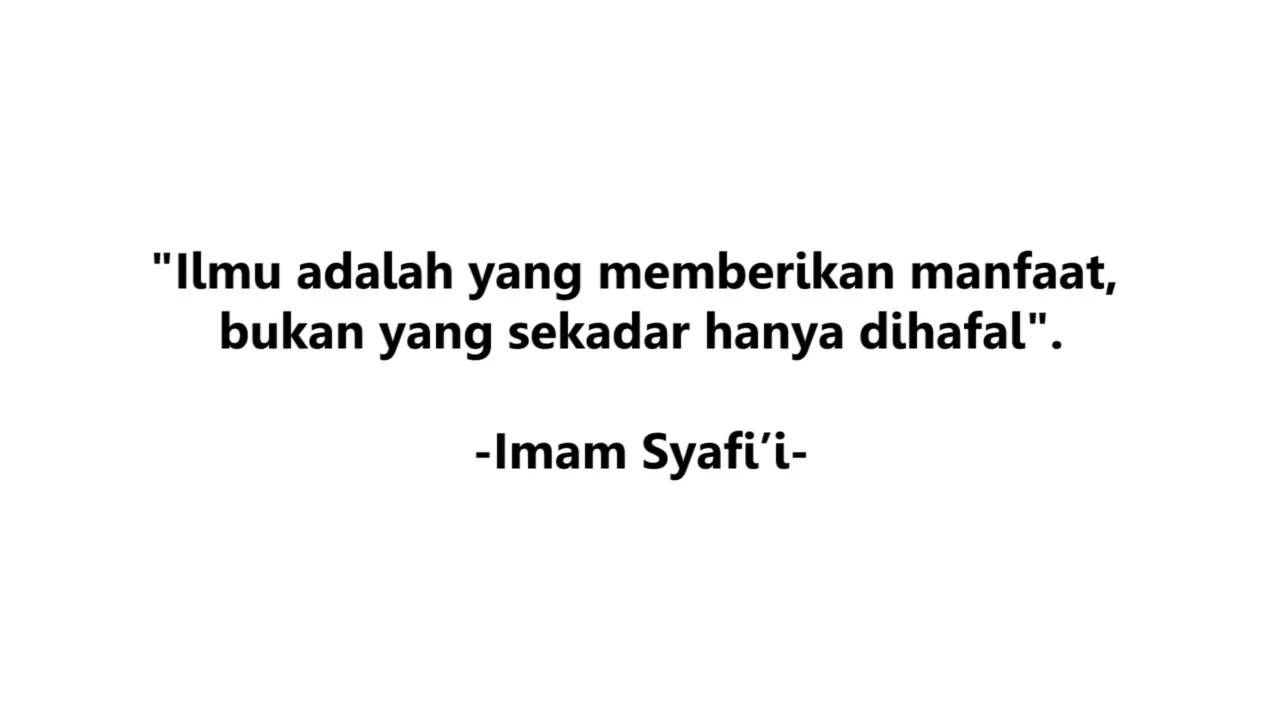 "Ilmu adalah yang memberikan manfaat,
bukan yang sekadar hanya dihafal".
-Imam Syafi’i-